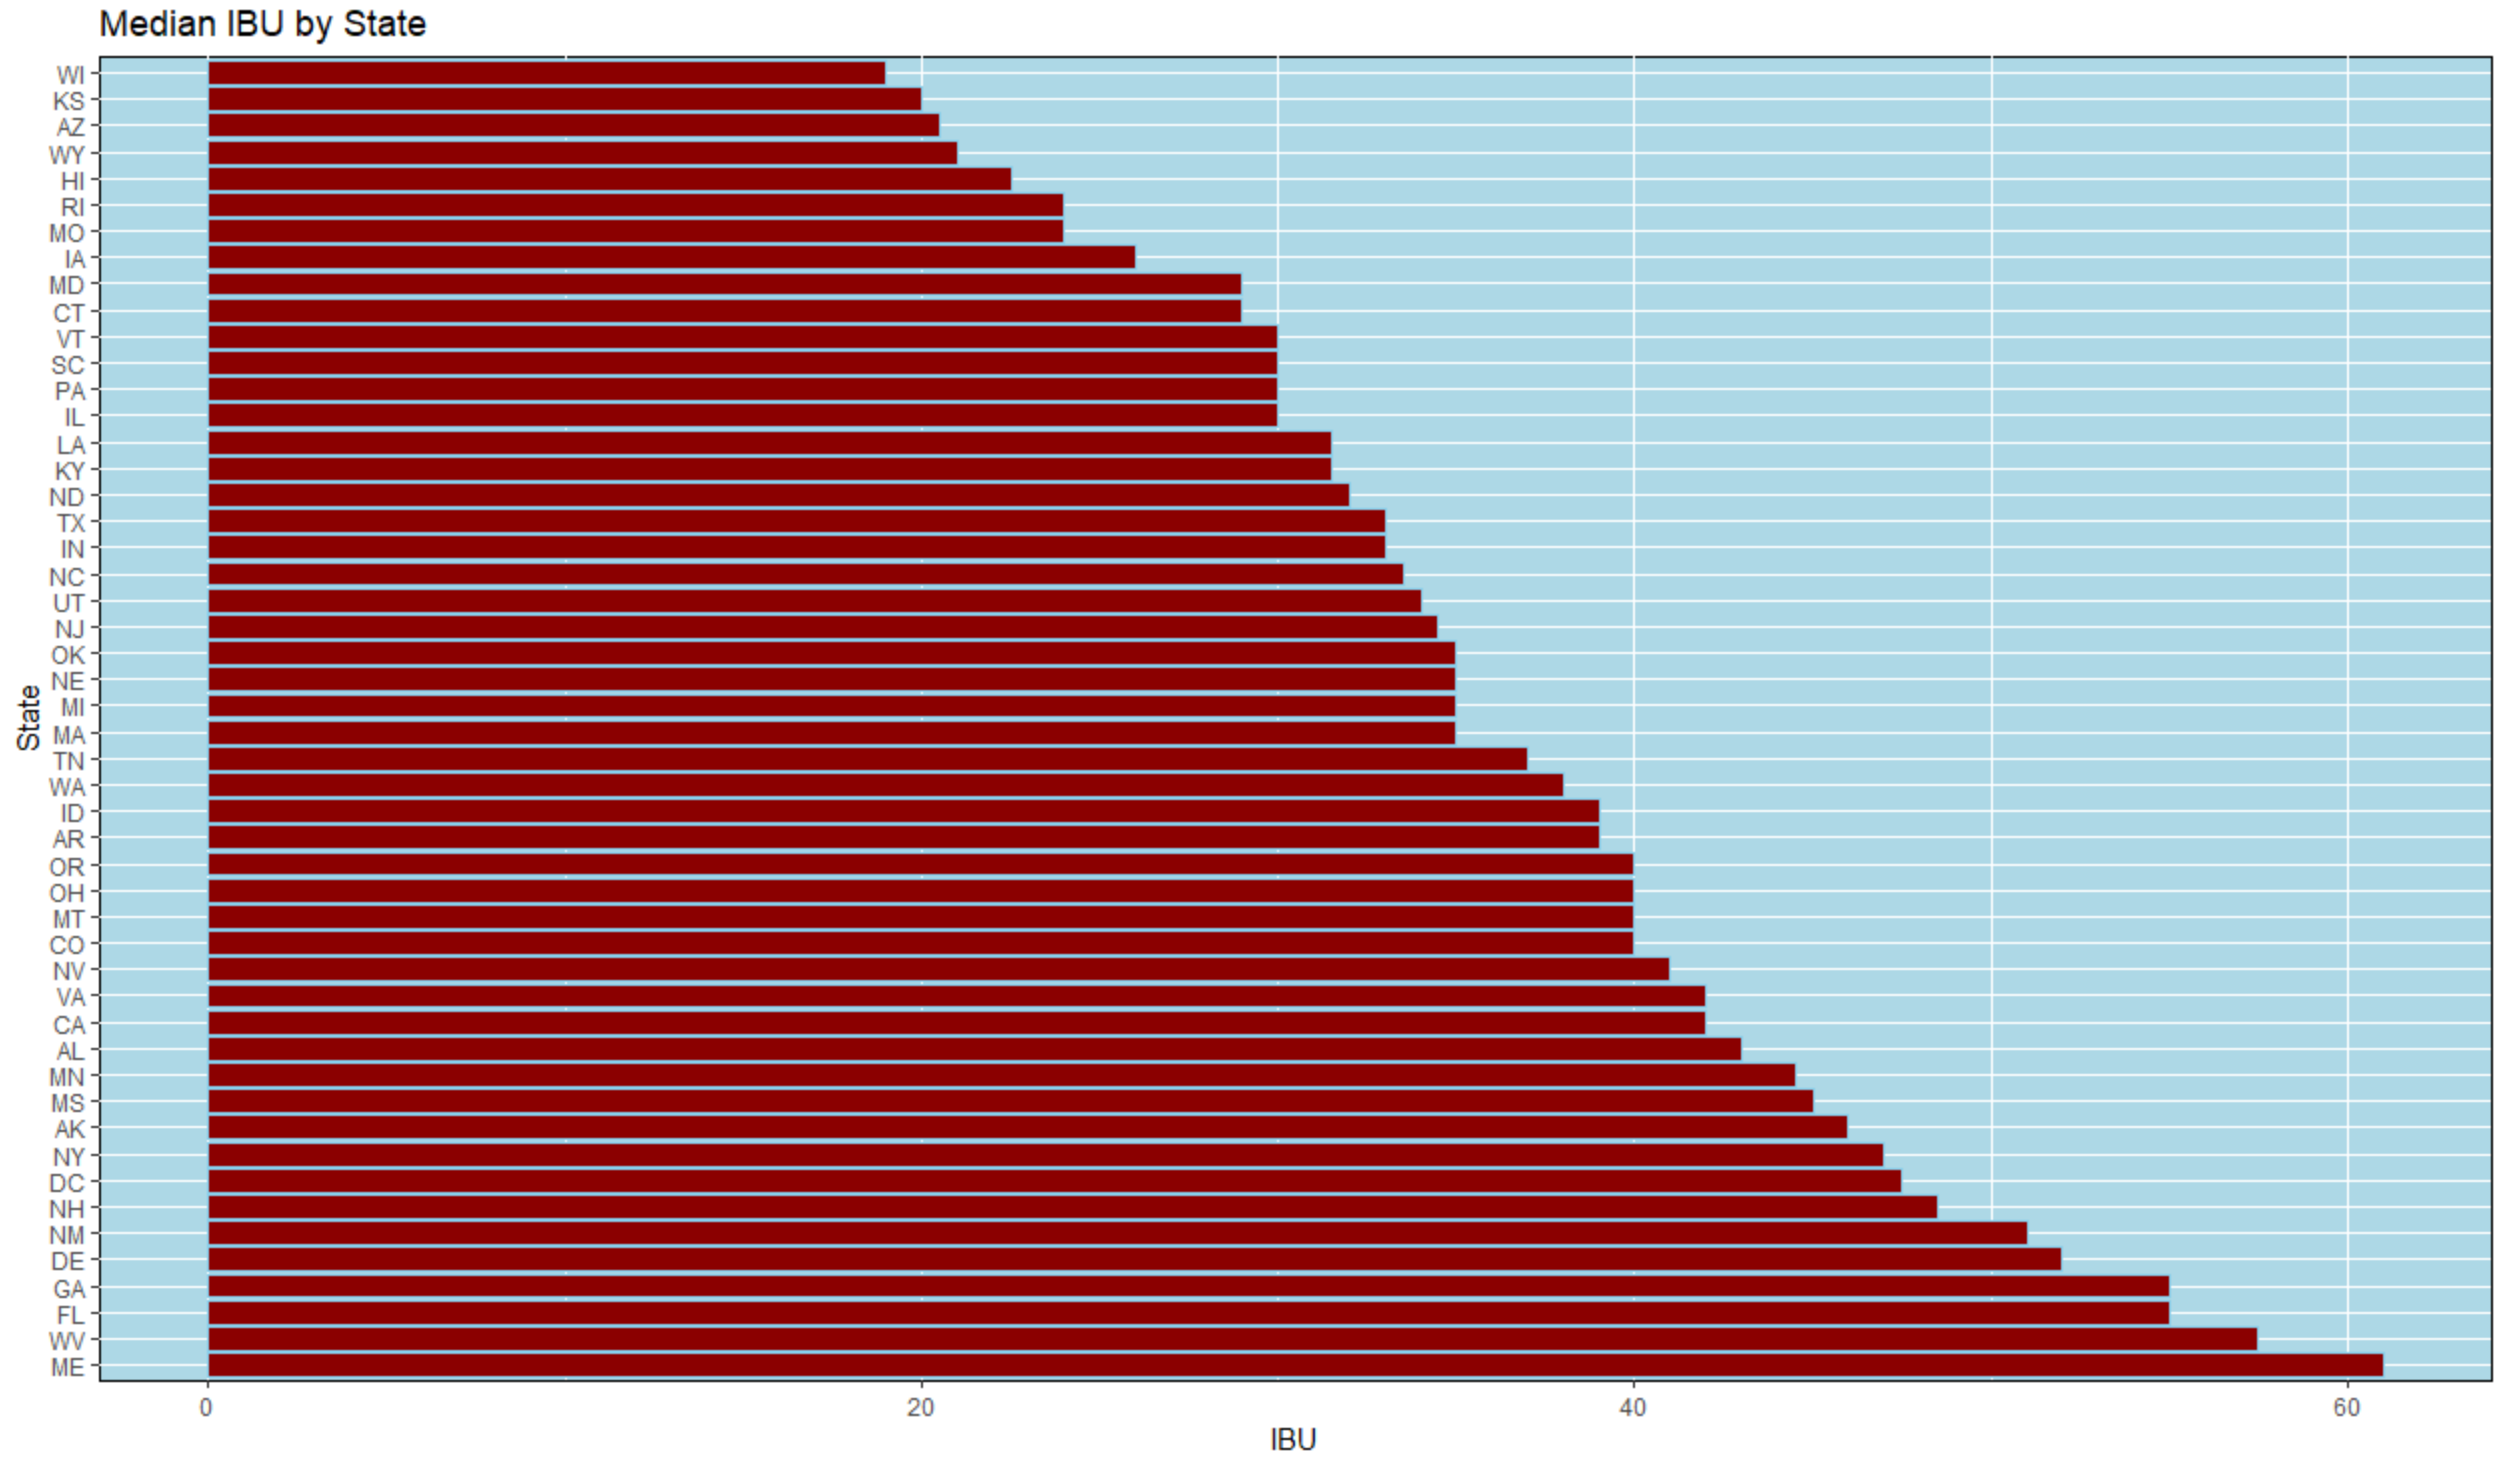 Median IBU by State
WI
KS
AZ
WY
HI
RI
MO
IA
MD
CT
VT
SC
PA
IL
LA
KY
ND
TX
IN
NC
UT
NJ
OK
NE
MI
MA
TN
WA
ID
AR
OR
OH
MT
CO
NV
VA
CA
AL
MN
MS
AK
NY
DC
NH
NM
DE
GA
FL
WV
ME
State
0 20 40 60
IBU